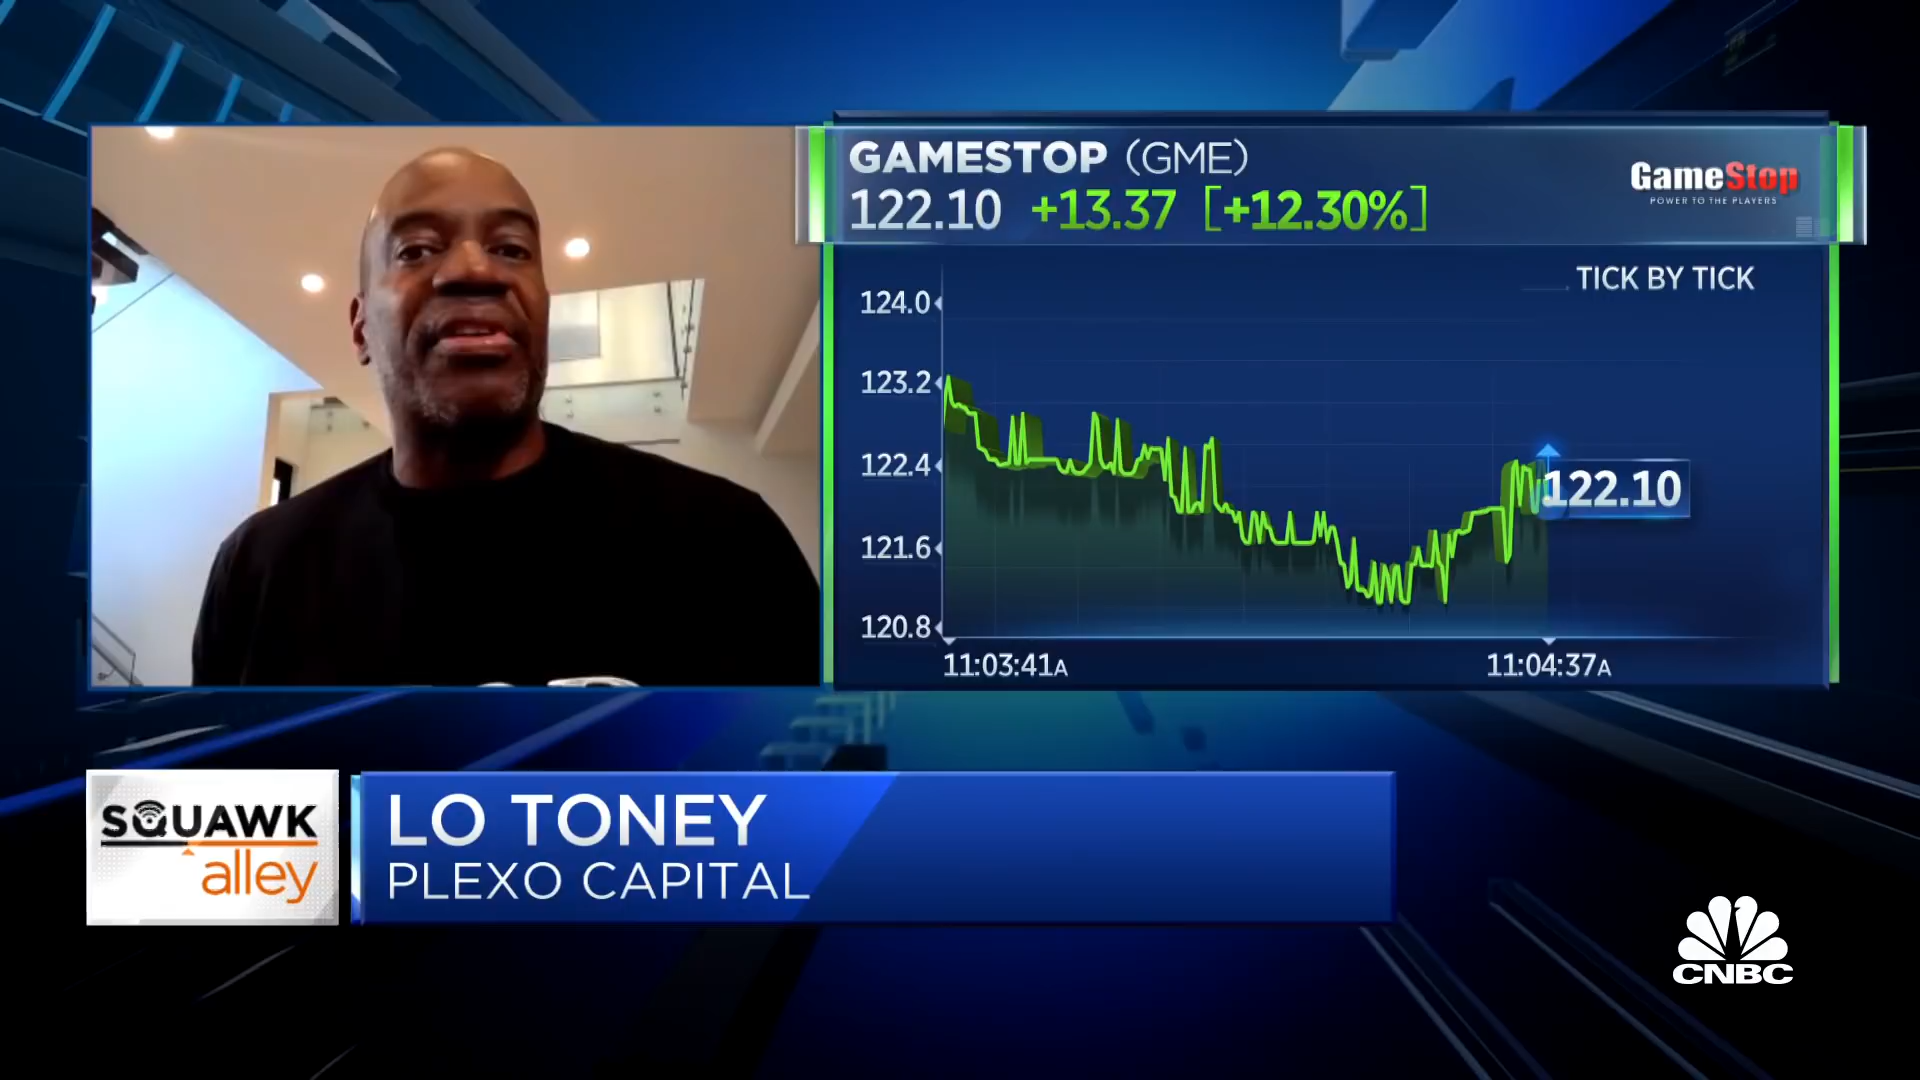 GAMESTOP (GME)
122.10 +13.37 [+12.30%]
GameStop
POWER TO THE PLAYERS
TICK BY TICK
124.0
123.2
122.4
121.6
120.8
122.10
11:03:41A
11:04:37A
SQUAWK
alley
LO TONEY
PLEXO CAPITAL
CNBC